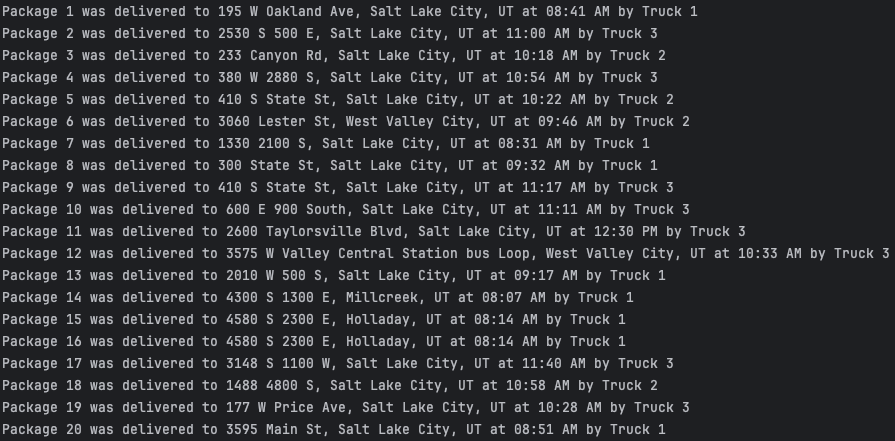 Package 1 was delivered to 195 W Oakland Ave, Salt Lake City, UT at 08:41 AM by Truck 1
Package 2 was delivered to 2530 S 500 E, Salt Lake City, UT at 11:00 AM by Truck 3
Package 3 was delivered to 233 Canyon Rd, Salt Lake City, UT at 10:18 AM by Truck 2
Package 4 was delivered to 380 W 2880 S, Salt Lake City, UT at 10:54 AM by Truck 3
Package 5 was delivered to 410 S State St, Salt Lake City, UT at 10:22 AM by Truck 2
Package 6 was delivered to 3060 Lester St, West Valley City, UT at 09:46 AM by Truck 2
Package 7 was delivered to 1330 2100 S, Salt Lake City, UT at 08:31 AM by Truck 1
Package 8 was delivered to 300 State St, Salt Lake City, UT at 09:32 AM by Truck 1
Package 9 was delivered to 410 S State St, Salt Lake City, UT at 11:17 AM by Truck 3
Package 10 was delivered to 600 E 900 South, Salt Lake City, UT at 11:11 AM by Truck 3
Package 11 was delivered to 2600 Taylorsville Blvd, Salt Lake City, UT at 12:30 PM by Truck 3
Package 12 was delivered to 3575 W Valley Central Station bus Loop, West Valley City, UT at 10:33 AM by Truck 3
Package 13 was delivered to 2010 W 500 S, Salt Lake City, UT at 09:17 AM by Truck 1
Package 14 was delivered to 4300 S 1300 E, Millcreek, UT at 08:07 AM by Truck 1
Package 15 was delivered to 4580 S 2300 E, Holladay, UT at 08:14 AM by Truck 1
Package 16 was delivered to 4580 S 2300 E, Holladay, UT at 08:14 AM by Truck 1
Package 17 was delivered to 3148 S 1100 W, Salt Lake City, UT at 11:40 AM by Truck 3
Package 18 was delivered to 1488 4800 S, Salt Lake City, UT at 10:58 AM by Truck 2
Package 19 was delivered to 177 W Price Ave, Salt Lake City, UT at 10:28 AM by Truck 3
Package 20 was delivered to 3595 Main St, Salt Lake City, UT at 08:51 AM by Truck 1